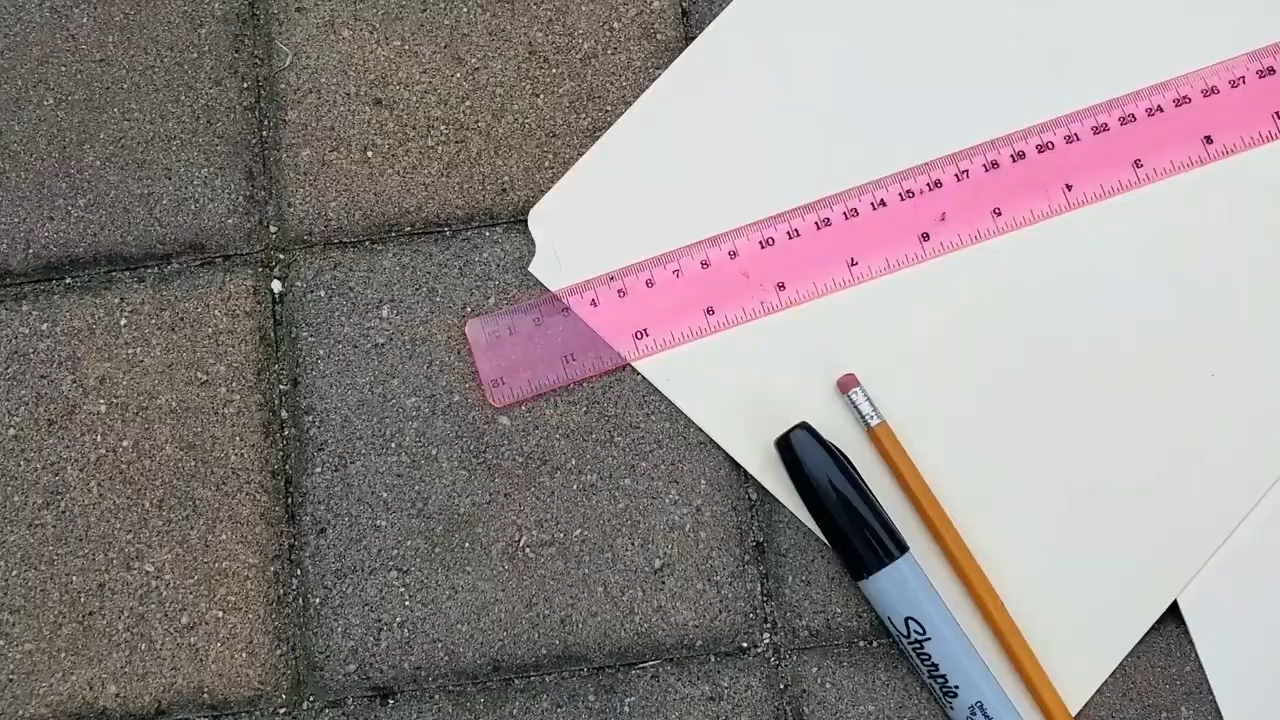 1 2 3 4 5 6 7 8 9 10 11 12 13 14 15 16 17 18 19 20 21 22 23 24 25 26 27 28
12 11 10 9 8 7 6 5 4 3 2 1
Sharpie